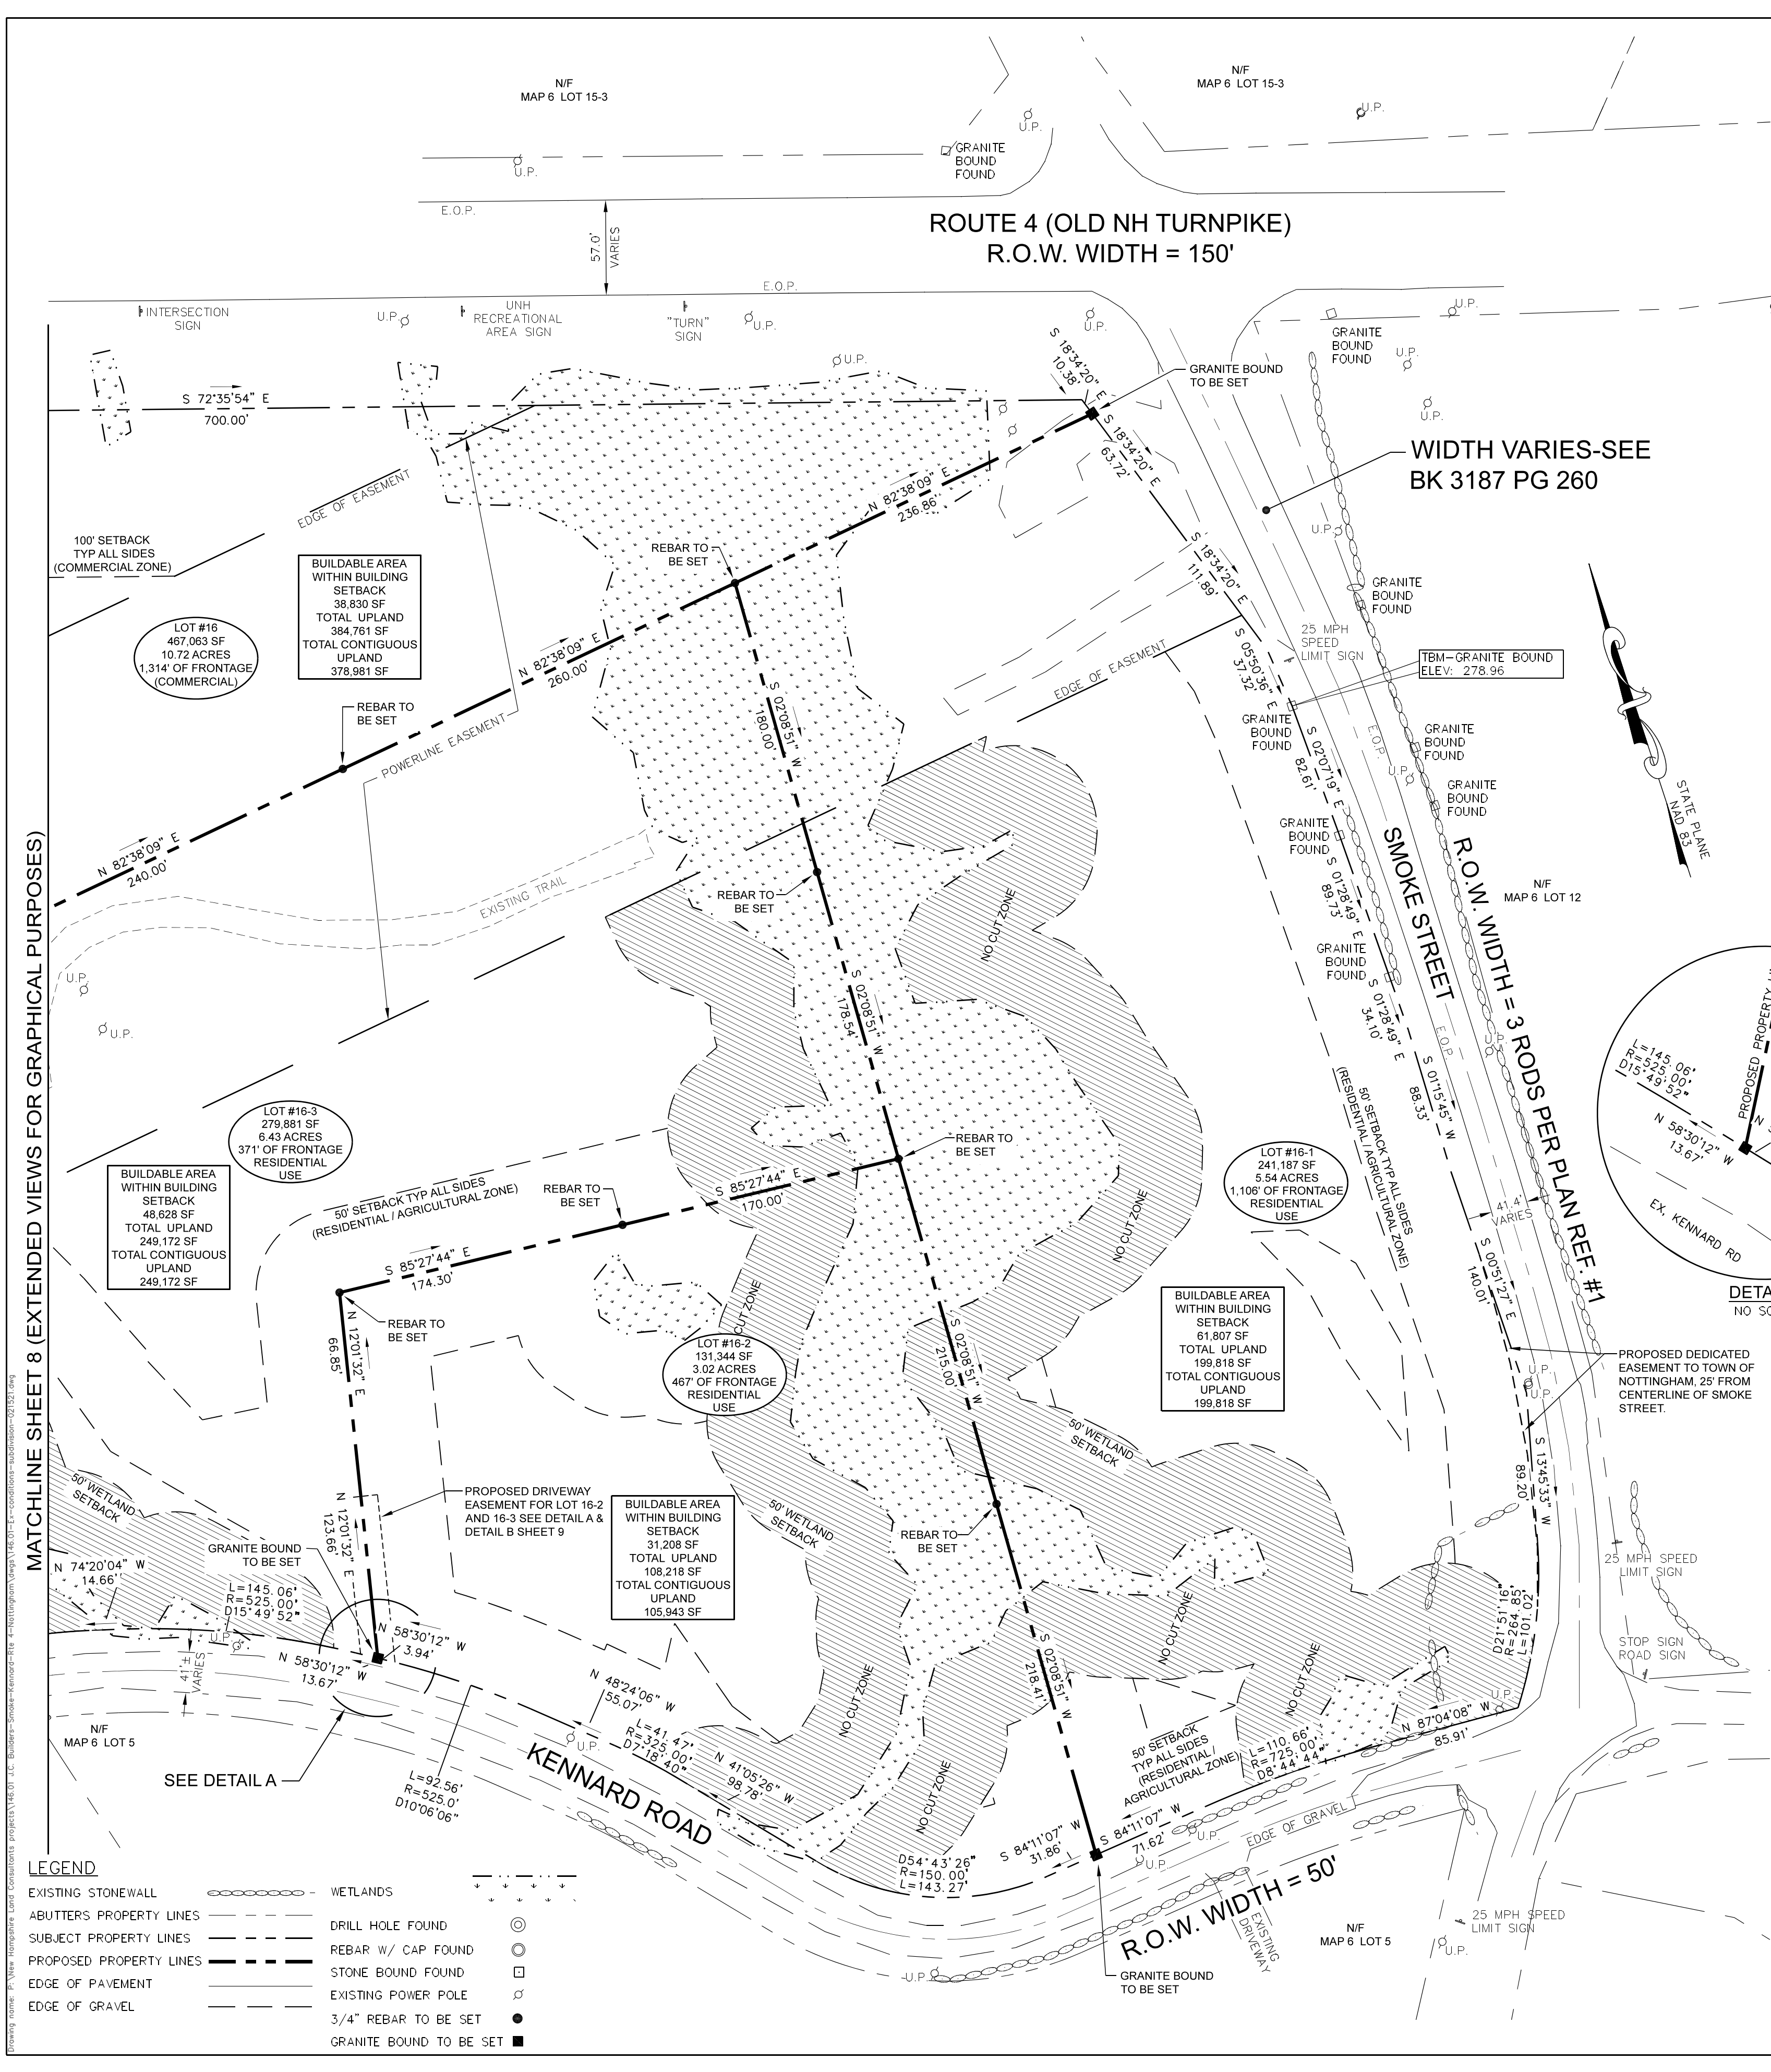 N/F
MAP 6 LOT 15-3
N/F
MAP 6 LOT 15-3
U.P.
U.P.
U.P.
GRANITE
BOUND
FOUND
E.O.P.
57.0'
VARIES
ROUTE 4 (OLD NH TURNPIKE)
R.O.W. WIDTH = 150'
E.O.P.
INTERSECTION
SIGN
U.P.
UNH
RECREATIONAL
AREA SIGN
"TURN"
SIGN
U.P.
U.P.
U.P.
U.P.
GRANITE
BOUND
FOUND
U.P.
U.P.
S 18°34'20" E
10.38'
GRANITE BOUND
TO BE SET
S 72°35'54" E
700.00'
S 18°34'20" E
63.72'
WIDTH VARIES-SEE
BK 3187 PG 260
EDGE OF EASEMENT
N 82°38'09" E
236.86'
U.P.
100' SETBACK
TYP ALL SIDES
(COMMERCIAL ZONE)
BUILDABLE AREA
WITHIN BUILDING
SETBACK
38,830 SF
TOTAL UPLAND
384,761 SF
TOTAL CONTIGUOUS
UPLAND
378,981 SF
REBAR TO
BE SET
S 18°34'20" E
111.89'
GRANITE
BOUND
FOUND
LOT #16
467,063 SF
10.72 ACRES
1,314' OF FRONTAGE
(COMMERCIAL)
N 82°38'09" E
260.00'
25 MPH
SPEED
LIMIT SIGN
TBM-GRANITE BOUND
ELEV: 278.96
EDGE OF EASEMENT
S 05°50'36" E
37.32'
REBAR TO
BE SET
POWERLINE EASEMENT
S 02°08'51" W
180.00'
GRANITE
BOUND
FOUND
E.O.P.
GRANITE
BOUND
FOUND
U.P.
S 02°07'19" E
82.61'
GRANITE
BOUND
FOUND
STATE PLANE
NAD 83
N 82°38'09" E
240.00'
GRANITE
BOUND
FOUND
SMOKE STREET
R.O.W. WIDTH = 3 RODS PER PLAN REF. #1
EXISTING TRAIL
REBAR TO
BE SET
NO CUT ZONE
S 01°28'49" E
89.73'
N/F
MAP 6 LOT 12
MATCHLINE SHEET 8 (EXTENDED VIEWS FOR GRAPHICAL PURPOSES)
U.P.
U.P.
S 02°08'51" W
178.54'
GRANITE
BOUND
FOUND
S 01°28'49" E
34.10'
E.O.P.
U.P.
L=145.06'
R=525.00'
D15°49'52"
N 58°30'12" W
13.67'
EX. KENNARD RD
LOT #16-3
279,881 SF
6.43 ACRES
371' OF FRONTAGE
RESIDENTIAL
USE
BUILDABLE AREA
WITHIN BUILDING
SETBACK
48,628 SF
TOTAL UPLAND
249,172 SF
TOTAL CONTIGUOUS
UPLAND
249,172 SF
50' SETBACK TYP ALL SIDES
(RESIDENTIAL / AGRICULTURAL ZONE)
REBAR TO
BE SET
S 85°27'44" E
170.00'
REBAR TO
BE SET
NO CUT ZONE
LOT #16-1
241,187 SF
5.54 ACRES
1,106' OF FRONTAGE
RESIDENTIAL
USE
50' SETBACK TYP ALL SIDES
(RESIDENTIAL / AGRICULTURAL ZONE)
S 01°15'45" W
88.33'
41.4'
VARIES
S 85°27'44" E
174.30'
REBAR TO
BE SET
N 12°01'32" E
66.85'
LOT #16-2
131,344 SF
3.02 ACRES
467' OF FRONTAGE
RESIDENTIAL
USE
S 02°08'51" W
215.00'
BUILDABLE AREA
WITHIN BUILDING
SETBACK
61,807 SF
TOTAL UPLAND
199,818 SF
TOTAL CONTIGUOUS
UPLAND
199,818 SF
S 00°51'27" E
140.01'
PROPOSED DEDICATED
EASEMENT TO TOWN OF
NOTTINGHAM, 25' FROM
CENTERLINE OF SMOKE
STREET.
U.P.
U.P.
50' WETLAND
SETBACK
S 13°45'33" W
89.20'
50' WETLAND
SETBACK
PROPOSED DRIVEWAY
EASEMENT FOR LOT 16-2
AND 16-3 SEE DETAIL A &
DETAIL B SHEET 9
N 12°01'32" E
123.66'
BUILDABLE AREA
WITHIN BUILDING
SETBACK
31,208 SF
TOTAL UPLAND
108,218 SF
TOTAL CONTIGUOUS
UPLAND
105,943 SF
50' WETLAND
SETBACK
REBAR TO
BE SET
25 MPH SPEED
LIMIT SIGN
GRANITE BOUND
TO BE SET
N 74°20'04" W
14.66'
L=145.06'
R=525.00'
D15°49'52"
U.P.
41'±
VARIES
N 58°30'12" W
3.94'
N 58°30'12" W
13.67'
NO CUT ZONE
NO CUT ZONE
NO CUT ZONE
D21°51'16"
R=264.85'
L=101.02'
STOP SIGN
ROAD SIGN
U.P.
S 02°08'51" W
218.41'
N 48°24'06" W
55.07'
U.P.
L=41.47'
R=325.00'
D7°18'40"
N 41°05'26" W
98.78'
N/F
MAP 6 LOT 5
SEE DETAIL A
L=92.56'
R=525.0'
D10°06'06"
KENNARD ROAD
NO CUT ZONE
50' SETBACK
TYP ALL SIDES
(RESIDENTIAL /
AGRICULTURAL ZONE)
L=110.66'
R=725.00'
D8°44'44"
N 87°04'08" W
85.91'
D54°43'26"
R=150.00'
L=143.27'
S 84°11'07" W
31.86'
S 84°11'07" W
71.62'
U.P.
U.P.
EDGE OF GRAVEL
R.O.W. WIDTH = 50'
EXISTING
DRIVEWAY
U.P.
GRANITE BOUND
TO BE SET
N/F
MAP 6 LOT 5
25 MPH SPEED
LIMIT SIGN
U.P.
LEGEND
EXISTING STONEWALL
ABUTTERS PROPERTY LINES
SUBJECT PROPERTY LINES
PROPOSED PROPERTY LINES
EDGE OF PAVEMENT
EDGE OF GRAVEL
WETLANDS
DRILL HOLE FOUND
REBAR W/ CAP FOUND
STONE BOUND FOUND
EXISTING POWER POLE
3/4" REBAR TO BE SET
GRANITE BOUND TO BE SET